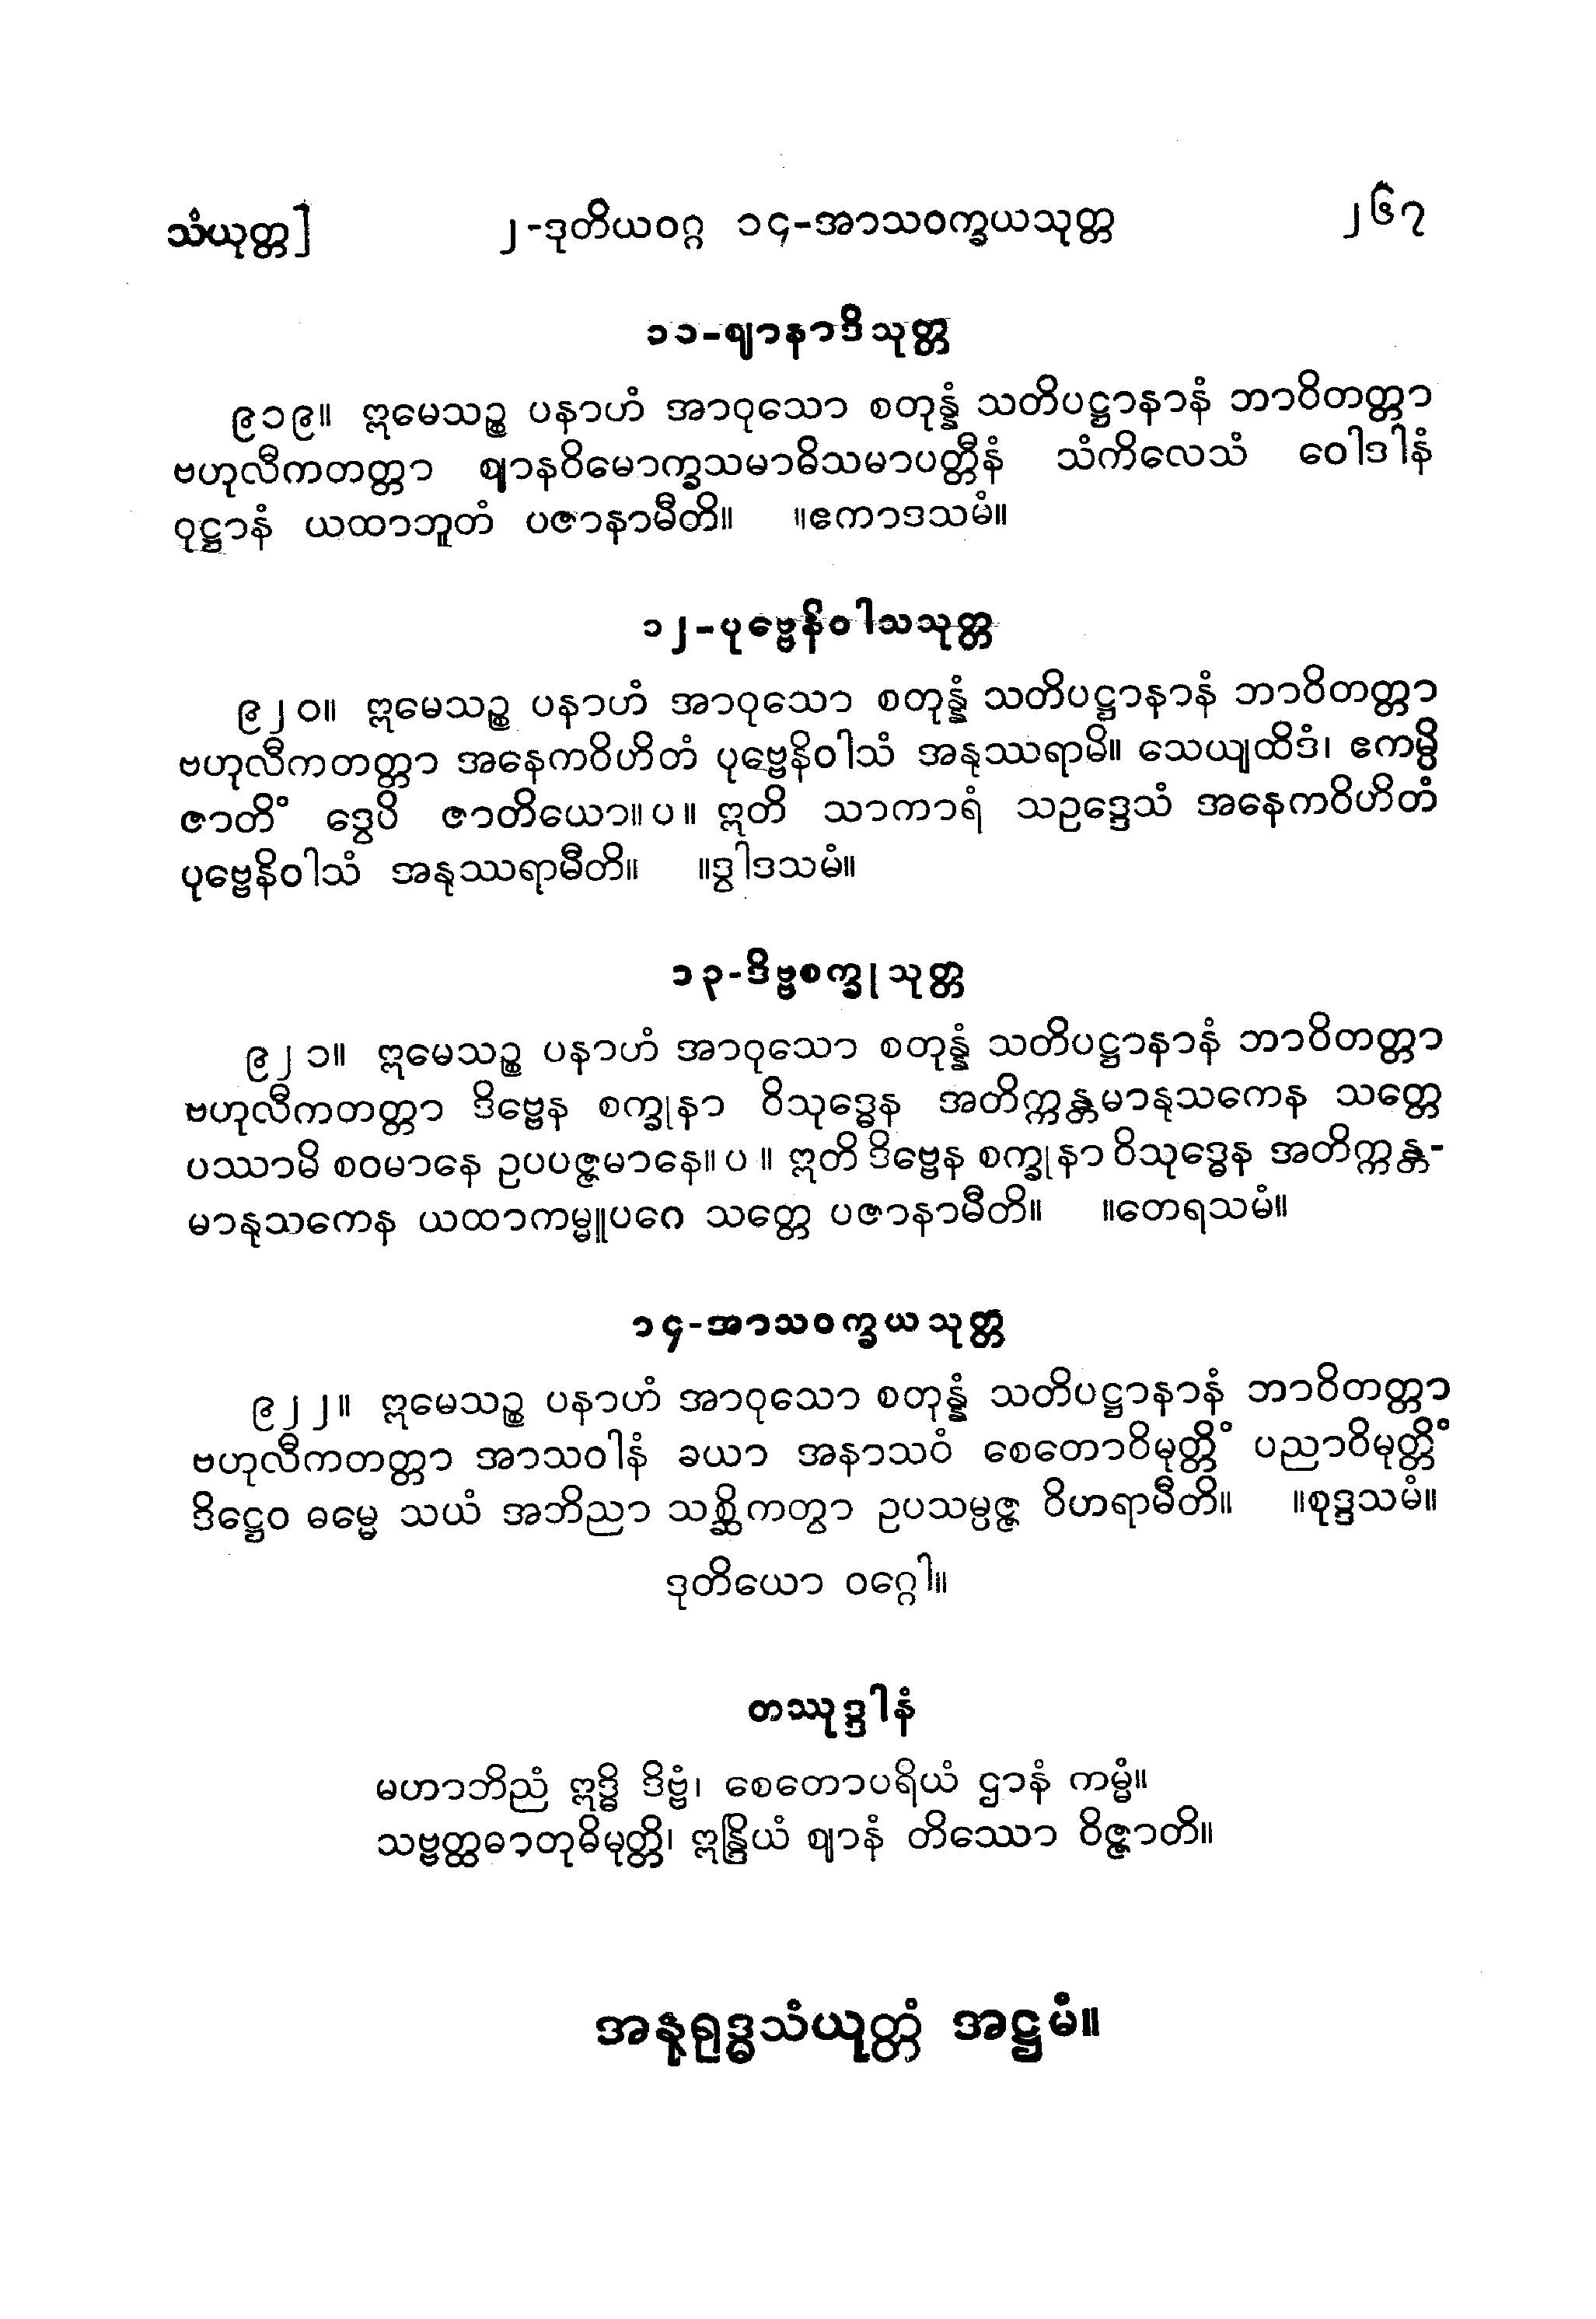 သံယုတ္တ] ၂-ဒုတိယဝဂ္ဂ ၁၄-အာသဝက္ခယသုတ္တ ၂၆၇
၁၁-ဈာနာဒိသုတ္တ
၉၁၉။ ဣမေသဉ္စ ပနာဟံ အာဝုသော စတုန္နံ သတိပဋ္ဌာနာနံ ဘာဝိတတ္တာ
ဗဟုလီကတတ္တာ ဈာနဝိမောက္ခသမာဓိသမာပတ္တီနံ သံကိလေသံ ဝေါဒါနံ
ဝုဋ္ဌာနံ ယထာဘူတံ ပဇာနာမီတိ။ ။ဧကာဒသမံ။
၁၂-ပုဗ္ဗေနိဝါသသုတ္တ
၉၂၀။ ဣမေသဉ္စ ပနာဟံ အာဝုသော စတုန္နံ သတိပဋ္ဌာနာနံ ဘာဝိတတ္တာ
ဗဟုလီကတတ္တာ အနေကဝိဟိတံ ပုဗ္ဗေနိဝါသံ အနုဿရာမိ။ သေယျထိဒံ၊ ဧကမ္ပိ
ဇာတိံ ဒွေပိ ဇာတိယော။ပ။ ဣတိ သာကာရံ သဥဒ္ဒေသံ အနေကဝိဟိတံ
ပုဗ္ဗေနိဝါသံ အနုဿရာမီတိ။ ။ဒွါဒသမံ။
၁၃-ဒိဗ္ဗစက္ခုသုတ္တ
၉၂၁။ ဣမေသဉ္စ ပနာဟံ အာဝုသော စတုန္နံ သတိပဋ္ဌာနာနံ ဘာဝိတတ္တာ
ဗဟုလီကတတ္တာ ဒိဗ္ဗေန စက္ခုနာ ဝိသုဒ္ဓေန အတိက္ကန္တမာနုသကေန သတ္တေ
ပဿာမိ စဝမာနေ ဥပပဇ္ဇမာနေ။ပ။ ဣတိ ဒိဗ္ဗေန စက္ခုနာ ဝိသုဒ္ဓေန အတိက္ကန္တ-
မာနုသကေန ယထာကမ္မူပဂေ သတ္တေ ပဇာနာမီတိ။ ။တေရသမံ။
၁၄-အာသဝက္ခယသုတ္တ
၉၂၂။ ဣမေသဉ္စ ပနာဟံ အာဝုသော စတုန္နံ သတိပဋ္ဌာနာနံ ဘာဝိတတ္တာ
ဗဟုလီကတတ္တာ အာသဝါနံ ခယာ အနာသဝံ စေတောဝိမုတ္တိံ ပညာဝိမုတ္တိံ
ဒိဋ္ဌေဝ ဓမ္မေ သယံ အဘိညာ သစ္ဆိကတွာ ဥပသမ္ပဇ္ဇ ဝိဟရာမီတိ။ ။စုဒ္ဒသမံ။
ဒုတိယော ဝဂ္ဂေါ။
တဿုဒ္ဒါနံ
မဟာဘိညံ ဣဒ္ဓိ ဒိဗ္ဗံ၊ စေတောပရိယံ ဌာနံ ကမ္မံ။
သဗ္ဗတ္ထဓာတုဓိမုတ္တိ၊ ဣန္ဒြိယံ ဈာနံ တိဿော ဝိဇ္ဇာတိ။
အနုရုဒ္ဓသံယုတ္တံ အဋ္ဌမံ။